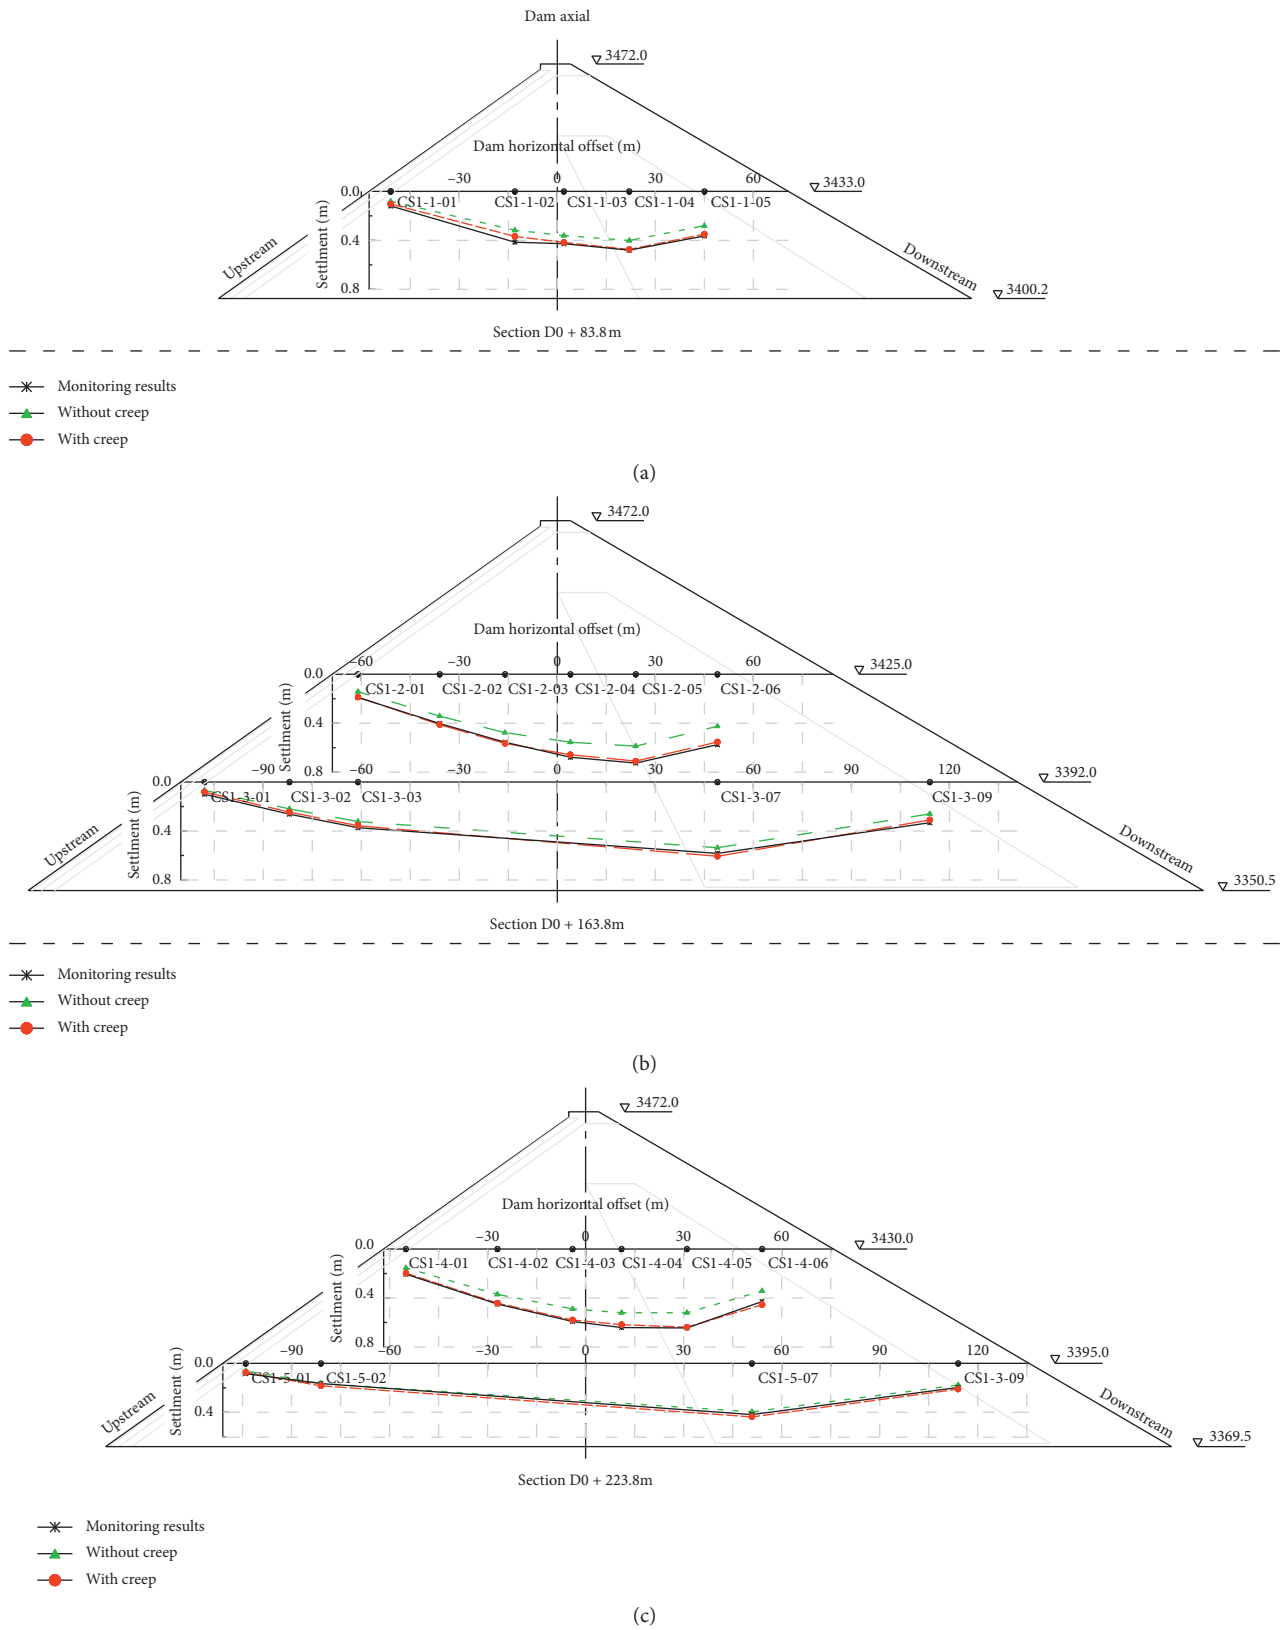 Dam axial
3472.0
Dam horizontal offset (m)
−30 0 30 60
0.0 3433.0
CS1-1-01 CS1-1-02 CS1-1-03 CS1-1-04 CS1-1-05
0.4
0.8
Settlment (m)
Upstream
Downstream
3400.2
Section D0 + 83.8m
Monitoring results
Without creep
With creep
(a)
3472.0
Dam horizontal offset (m)
−60 −30 0 30 60
0.0 3425.0
CS1-2-01 CS1-2-02 CS1-2-03 CS1-2-04 CS1-2-05 CS1-2-06
0.4
0.8
Settlment (m)
−90 −60 −30 0 30 60 90 120
0.0 3392.0
CS1-3-01 CS1-3-02 CS1-3-03 CS1-3-07 CS1-3-09
0.4
0.8
Settlment (m)
Upstream
Downstream
3350.5
Section D0 + 163.8m
Monitoring results
Without creep
With creep
(b)
3472.0
Dam horizontal offset (m)
−30 0 30 60
0.0 3430.0
CS1-4-01 CS1-4-02 CS1-4-03 CS1-4-04 CS1-4-05 CS1-4-06
0.4
0.8
Settlment (m)
−90 −60 −30 0 30 60 90 120
0.0 3395.0
CS1-5-01 CS1-5-02 CS1-5-07 CS1-3-09
0.4
Settlment (m)
Upstream
Downstream
3369.5
Section D0 + 223.8m
Monitoring results
Without creep
With creep
(c)